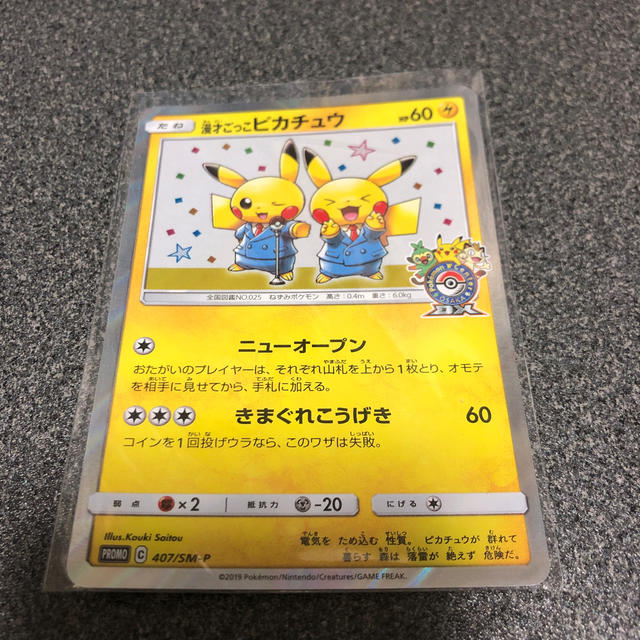 たね 漫才ごっこピカチュウ HP60
Pokémon Center
OSAKA
DX
全国図鑑NO.025 ねずみポケモン 高さ:0.4m 重さ:6.0kg
ニューオープン
おたがいのプレイヤーは、それぞれ山札を上から1枚とり、オモテ
を相手に見せてから、手札に加える。
きまぐれこうげき 60
コインを1回投げウラなら、このワザは失敗。
弱点 ×2 抵抗力 -20 にげる
Illus.Kouki Saitou
電気を ため込む 性質。 ピカチュウが 群れて
暮らす 森は 落雷が 絶えず 危険だ。
PROMO C 407/SM-P
©2019 Pokémon/Nintendo/Creatures/GAME FREAK.